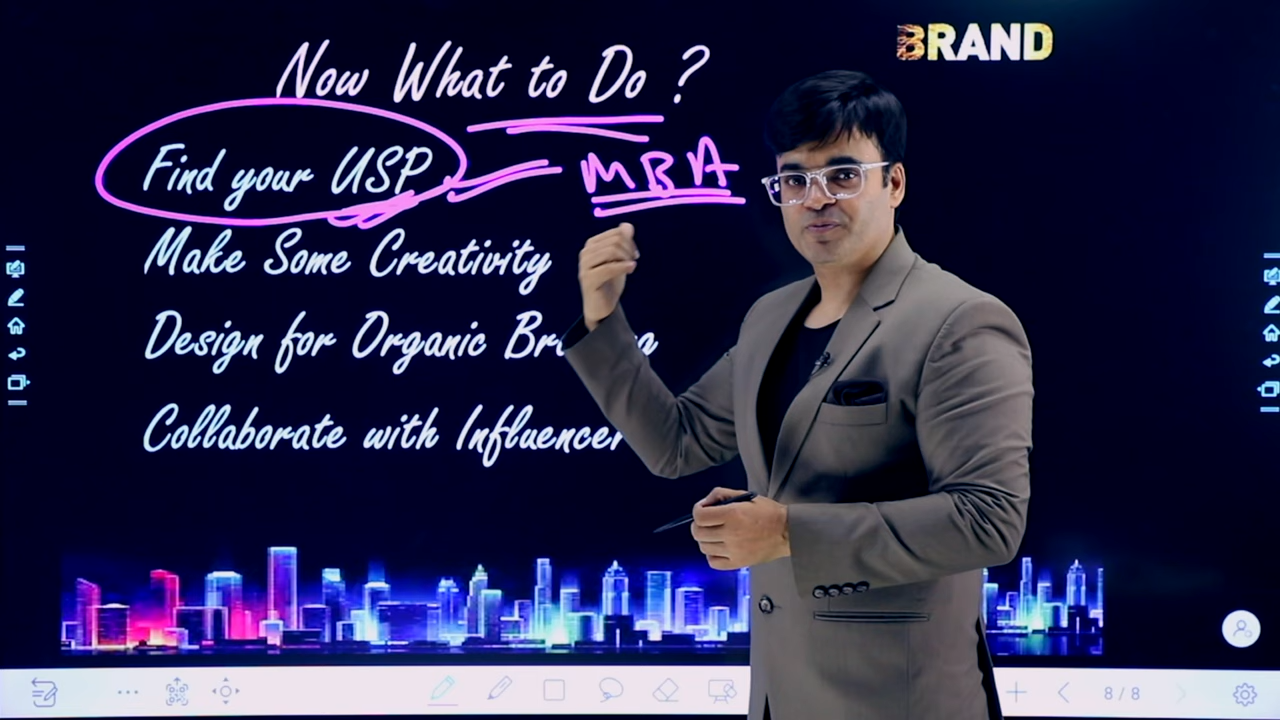 BRAND
Now What to Do ?
Find your USP MBA
Make Some Creativity
Design for Organic
Collaborate with Influencer
8/8